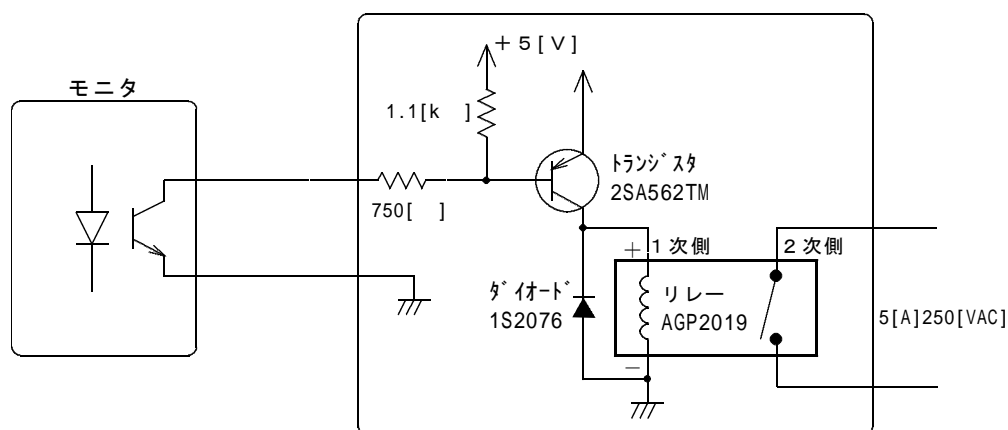 モニタ
＋５[Ｖ]
1.1[k ]
750[ ]
ﾄﾗﾝｼﾞｽﾀ
2SA562TM
＋
１次側
２次側
ﾀﾞｲｵｰﾄﾞ
1S2076
リレー
AGP2019
－
5[A]250[VAC]